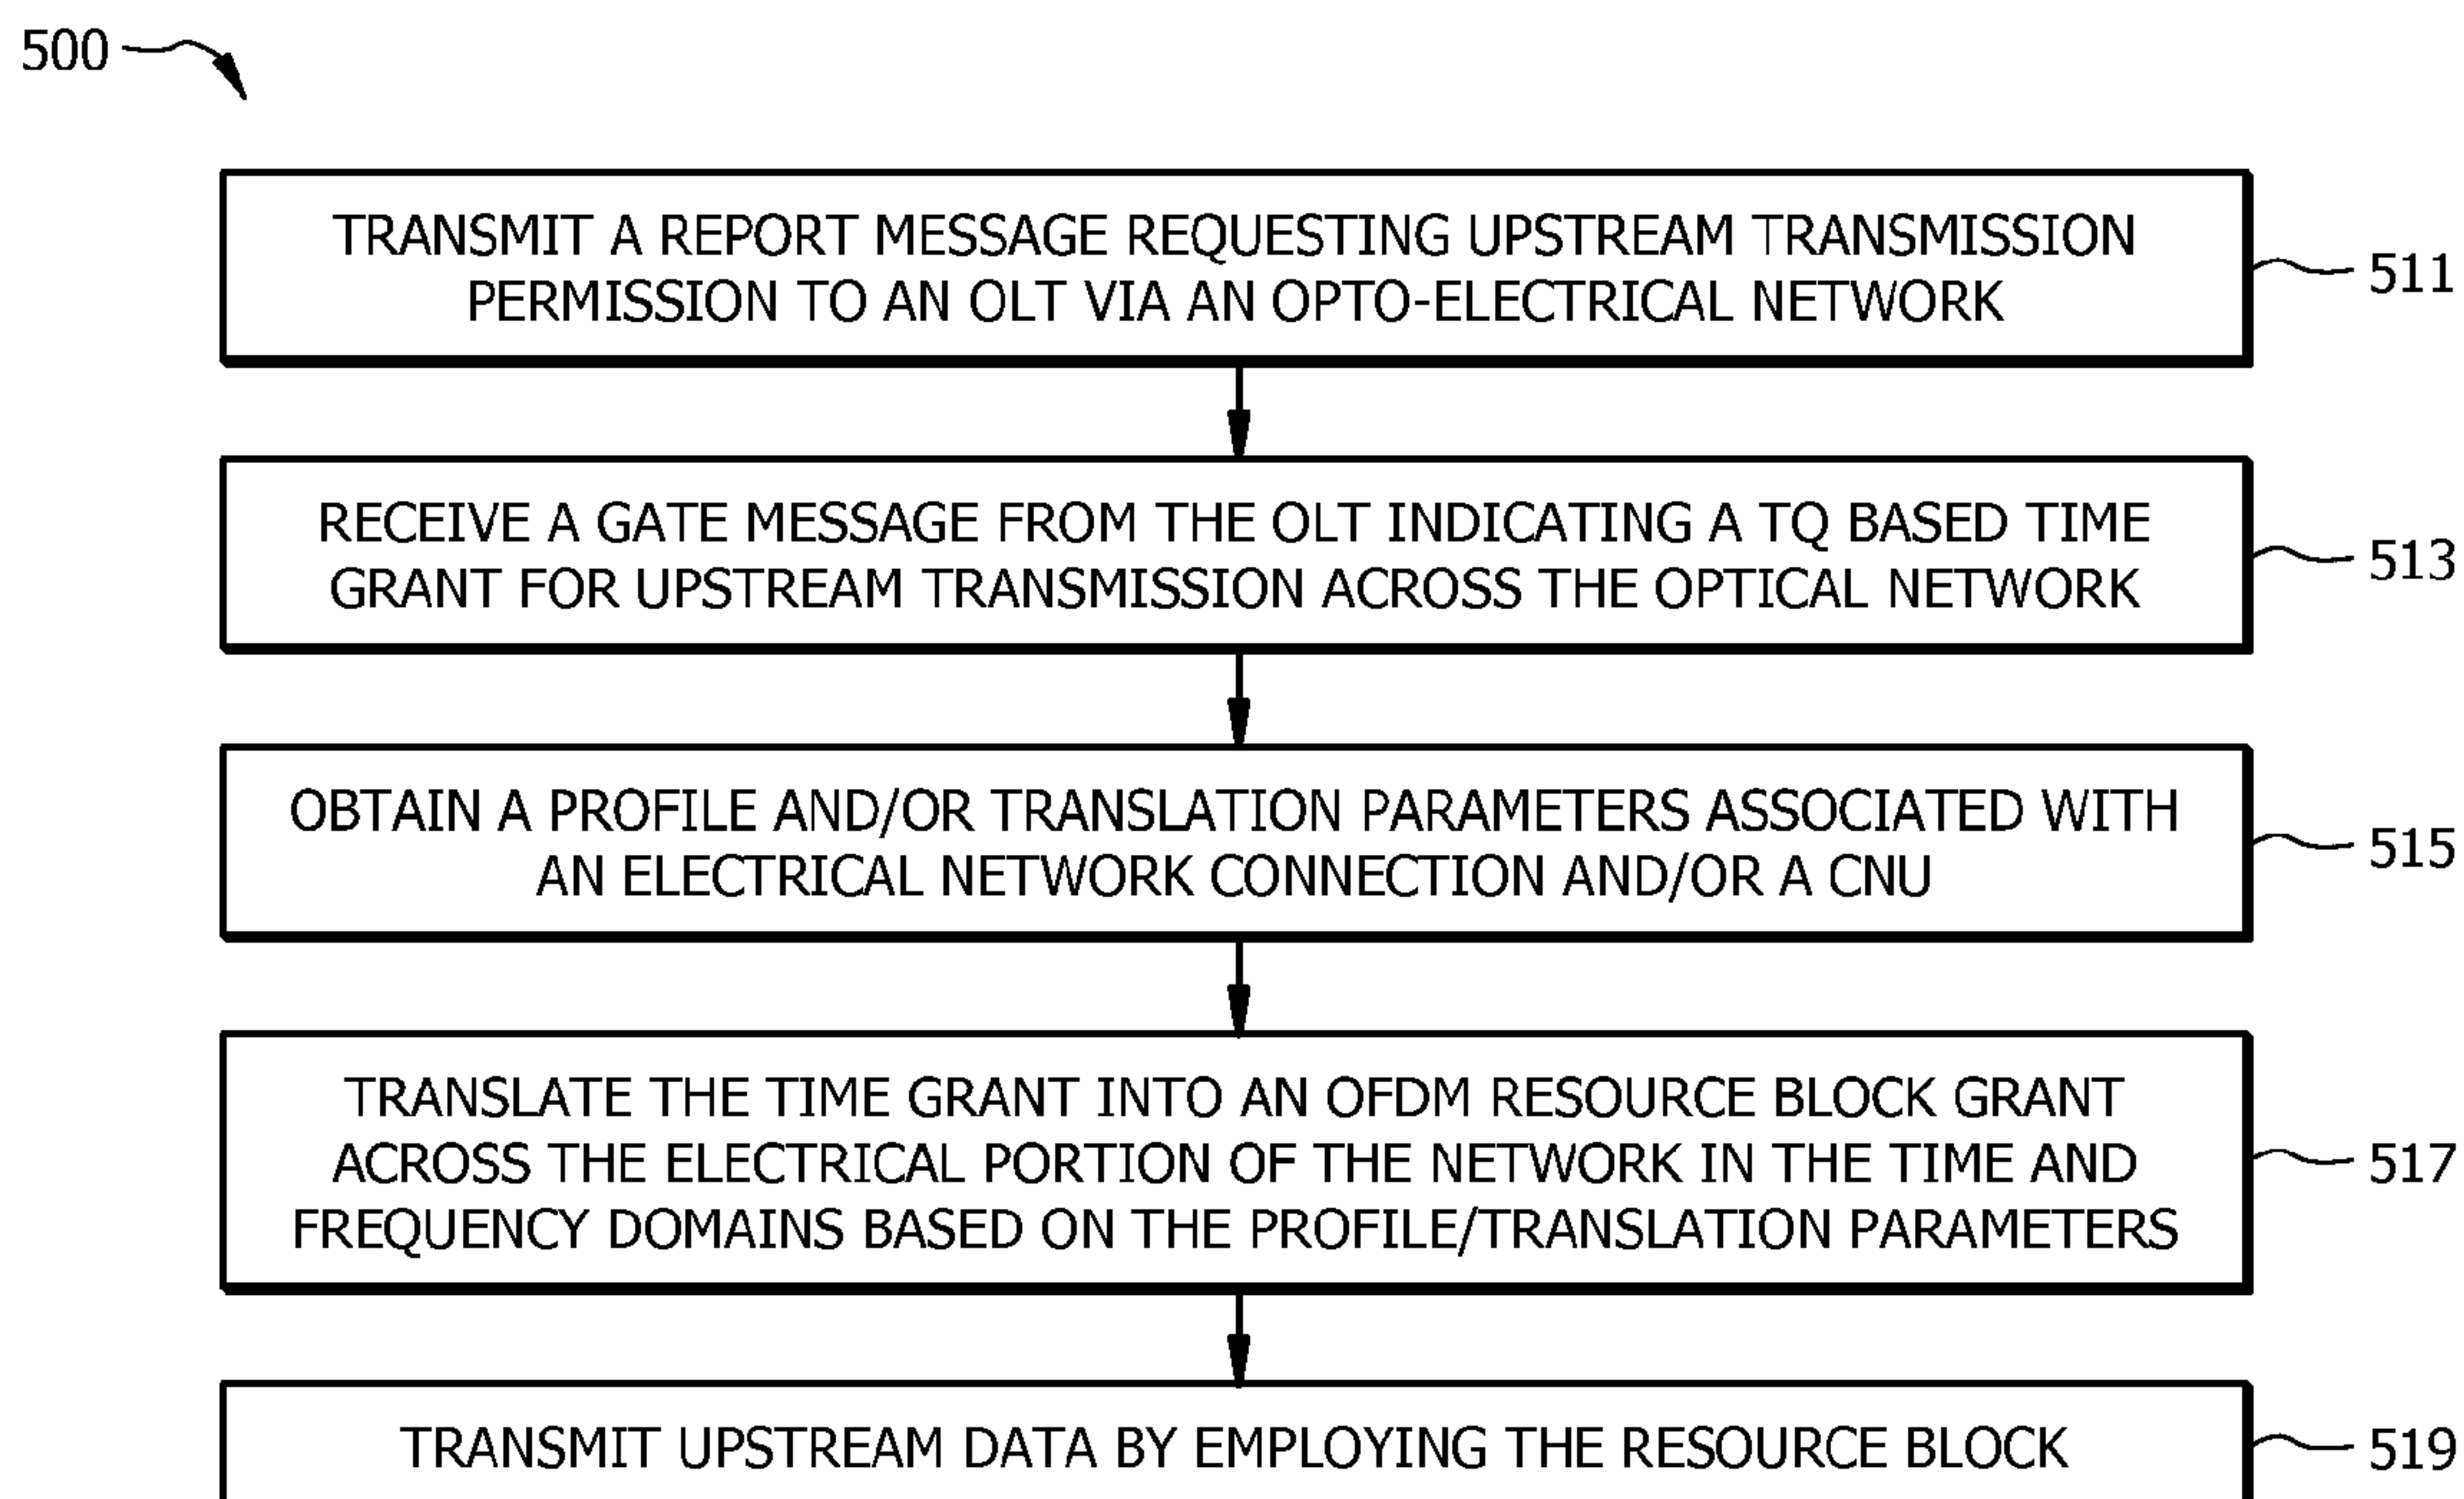 500
TRANSMIT A REPORT MESSAGE REQUESTING UPSTREAM TRANSMISSION
PERMISSION TO AN OLT VIA AN OPTO-ELECTRICAL NETWORK
511
RECEIVE A GATE MESSAGE FROM THE OLT INDICATING A TQ BASED TIME
GRANT FOR UPSTREAM TRANSMISSION ACROSS THE OPTICAL NETWORK
513
OBTAIN A PROFILE AND/OR TRANSLATION PARAMETERS ASSOCIATED WITH
AN ELECTRICAL NETWORK CONNECTION AND/OR A CNU
515
TRANSLATE THE TIME GRANT INTO AN OFDM RESOURCE BLOCK GRANT
ACROSS THE ELECTRICAL PORTION OF THE NETWORK IN THE TIME AND
FREQUENCY DOMAINS BASED ON THE PROFILE/TRANSLATION PARAMETERS
517
TRANSMIT UPSTREAM DATA BY EMPLOYING THE RESOURCE BLOCK
519